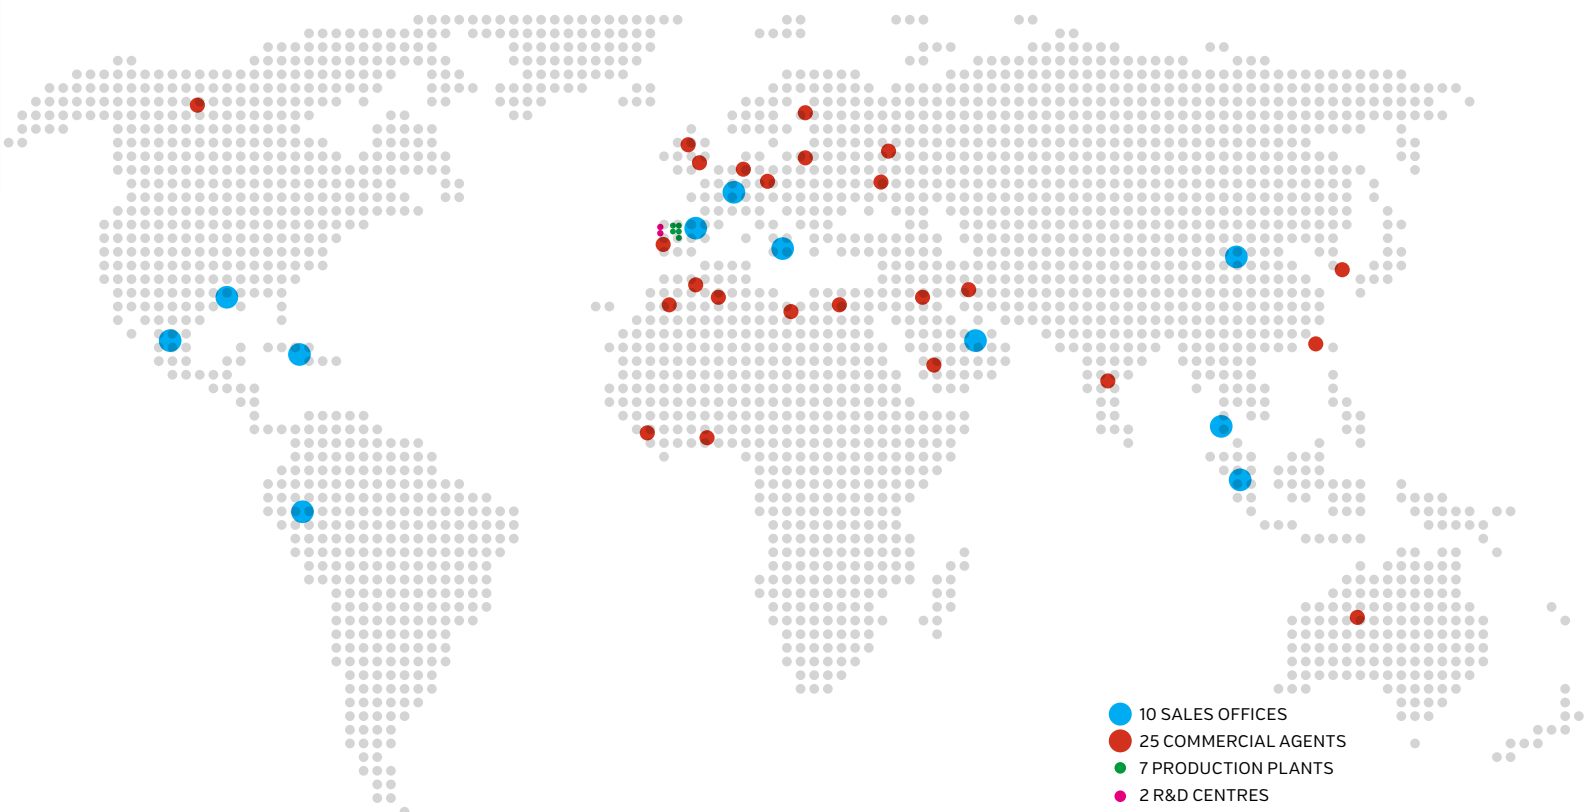 10 SALES OFFICES
25 COMMERCIAL AGENTS
7 PRODUCTION PLANTS
2 R&D CENTRES